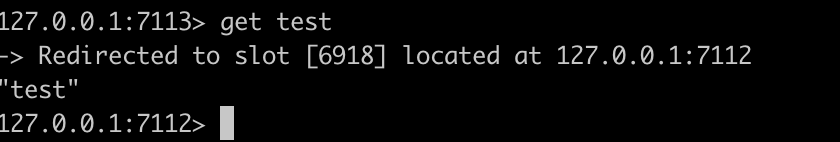 127.0.0.1:7113> get test
-> Redirected to slot [6918] located at 127.0.0.1:7112
"test"
127.0.0.1:7112>